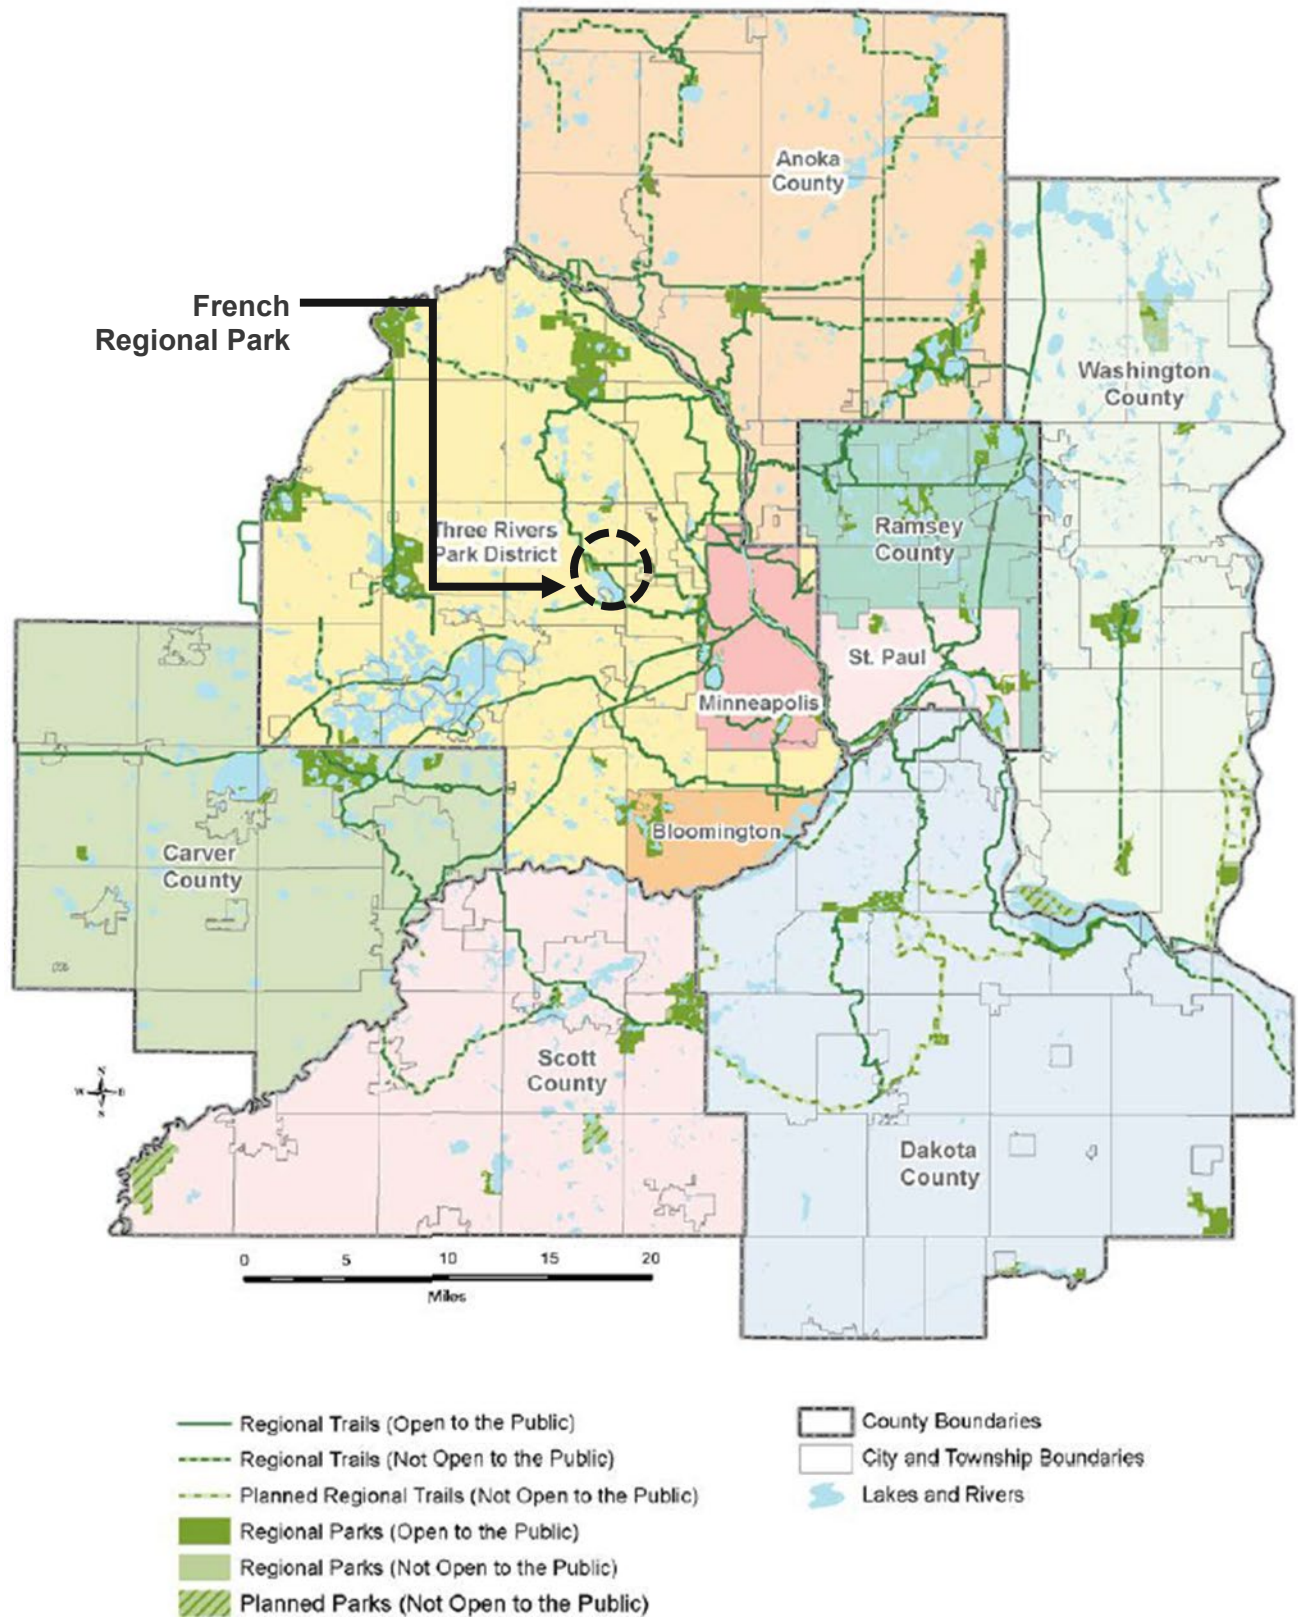 French
Regional Park
Anoka
County
Washington
County
Three Rivers
Park District
Ramsey
County
St. Paul
Minneapolis
Bloomington
Carver
County
Scott
County
Dakota
County
N
W E
S
0 5 10 15 20
Miles
Regional Trails (Open to the Public)
Regional Trails (Not Open to the Public)
Planned Regional Trails (Not Open to the Public)
Regional Parks (Open to the Public)
Regional Parks (Not Open to the Public)
Planned Parks (Not Open to the Public)
County Boundaries
City and Township Boundaries
Lakes and Rivers